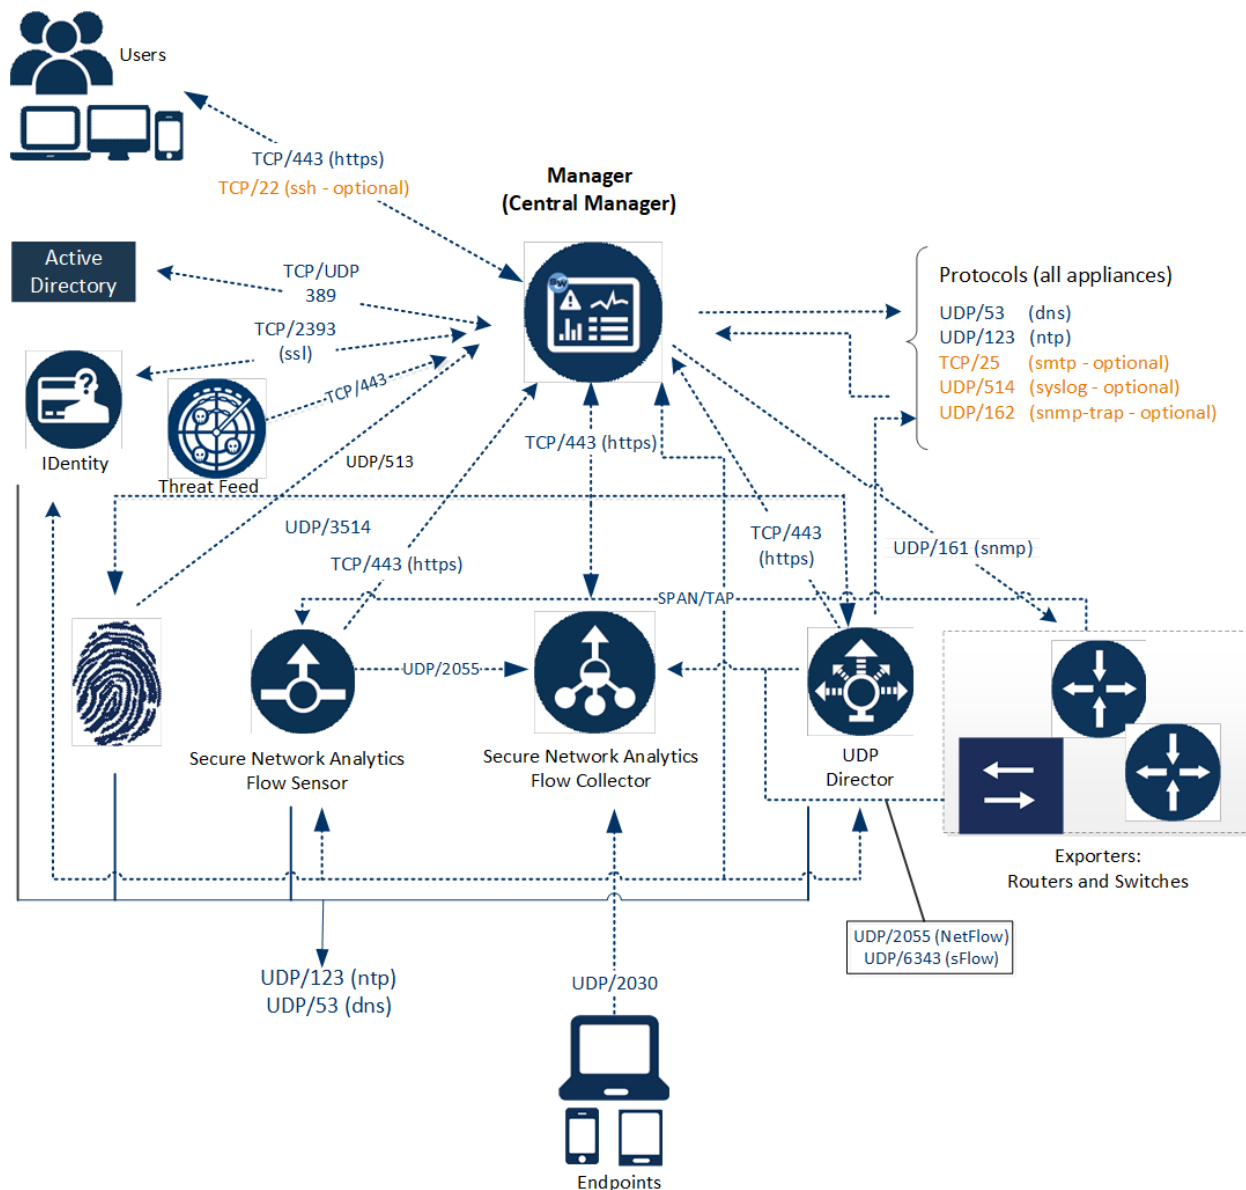 Users
TCP/443 (https)
TCP/22 (ssh - optional)
Manager
(Central Manager)
SW
Active
Directory
TCP/UDP
389
Protocols (all appliances)
UDP/53 (dns)
UDP/123 (ntp)
TCP/25 (smtp - optional)
UDP/514 (syslog - optional)
UDP/162 (snmp-trap - optional)
TCP/2393
(ssl)
TCP/443
IDentity
Threat Feed
TCP/443 (https)
UDP/513
UDP/3514
TCP/443 (https)
TCP/443
(https)
UDP/161 (snmp)
SPAN/TAP
UDP/2055
Secure Network Analytics
Flow Sensor
Secure Network Analytics
Flow Collector
UDP
Director
Exporters:
Routers and Switches
UDP/2055 (NetFlow)
UDP/6343 (sFlow)
UDP/123 (ntp)
UDP/53 (dns)
UDP/2030
Endpoints